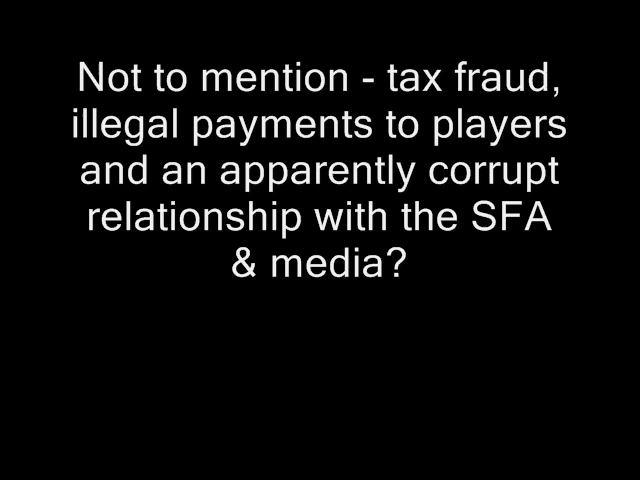 Not to mention - tax fraud,
illegal payments to players
and an apparently corrupt
relationship with the SFA
& media?